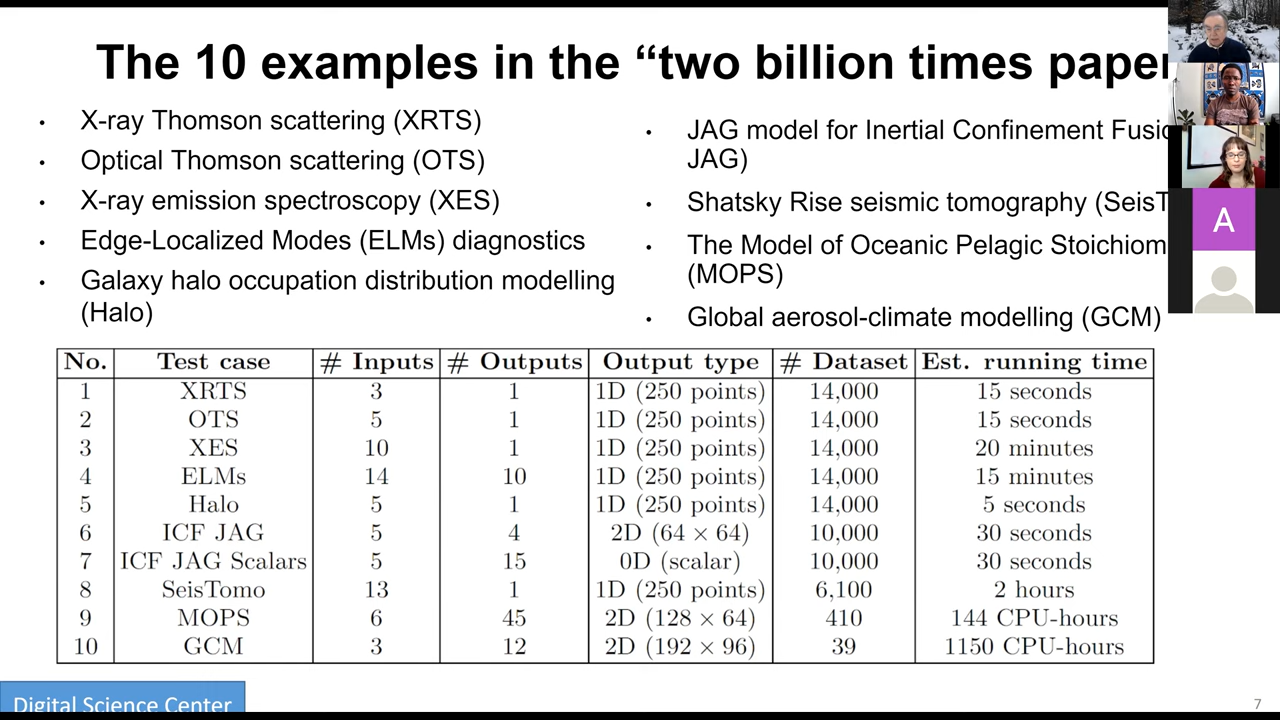 The 10 examples in the “two billion times paper
• X-ray Thomson scattering (XRTS)
• Optical Thomson scattering (OTS)
• X-ray emission spectroscopy (XES)
• Edge-Localized Modes (ELMs) diagnostics
• Galaxy halo occupation distribution modelling
(Halo)
• JAG model for Inertial Confinement Fusio
JAG)
• Shatsky Rise seismic tomography (SeisT
• The Model of Oceanic Pelagic Stoichiom
(MOPS)
• Global aerosol-climate modelling (GCM)
No. Test case # Inputs # Outputs Output type # Dataset Est. running time
1 XRTS 3 1 1D (250 points) 14,000 15 seconds
2 OTS 5 1 1D (250 points) 14,000 15 seconds
3 XES 10 1 1D (250 points) 14,000 20 minutes
4 ELMs 14 10 1D (250 points) 14,000 15 minutes
5 Halo 5 1 1D (250 points) 14,000 5 seconds
6 ICF JAG 5 4 2D (64 × 64) 10,000 30 seconds
7 ICF JAG Scalars 5 15 0D (scalar) 10,000 30 seconds
8 SeisTomo 13 1 1D (250 points) 6,100 2 hours
9 MOPS 6 45 2D (128 × 64) 410 144 CPU-hours
10 GCM 3 12 2D (192 × 96) 39 1150 CPU-hours
Digital Science Center
7
A